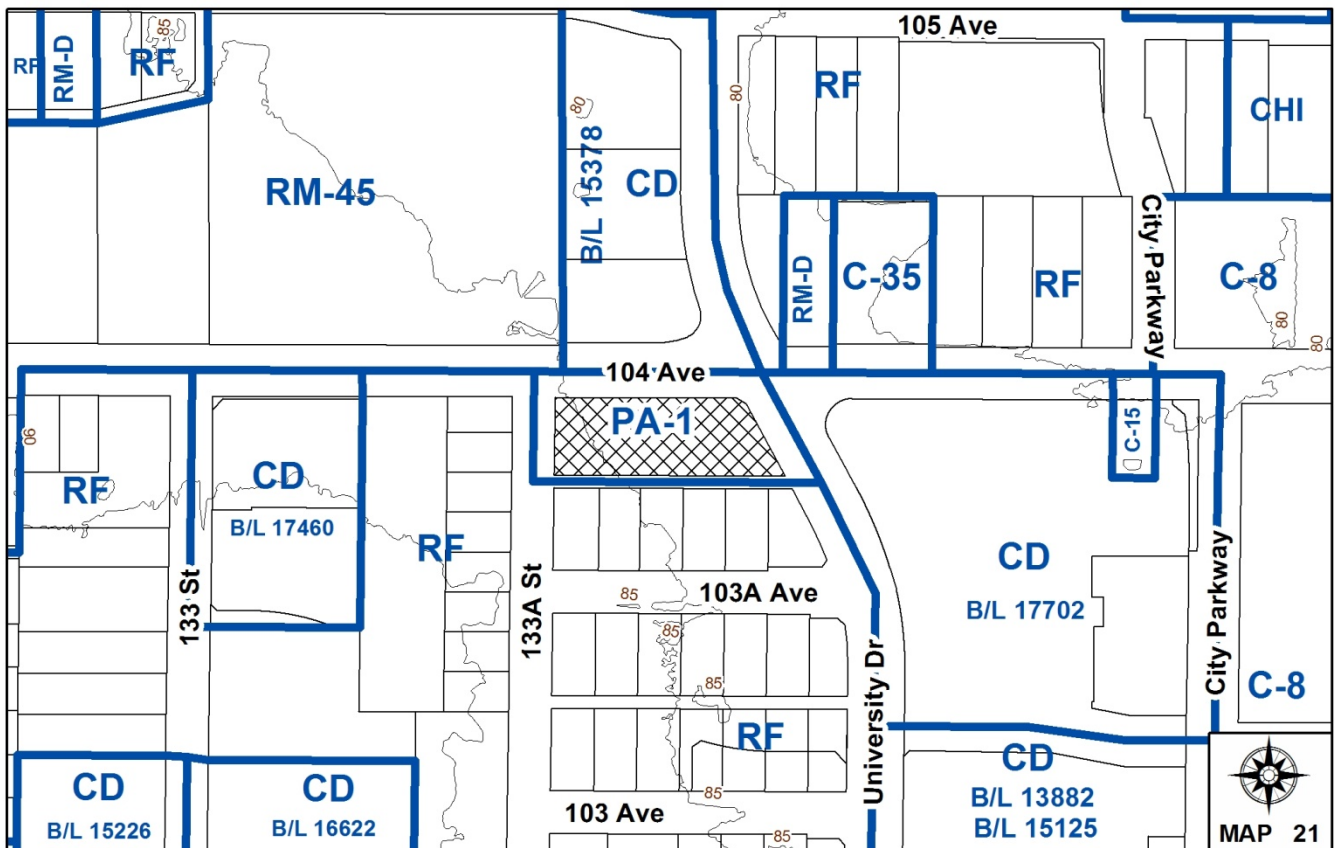 105 Ave
RF
RM-D
85
RF
80
RF
CHI
80
B/L 15378
CD
RM-45
City Parkway
RM-D
C-35
RF
C-8
80
80
104 Ave
PA-1
C-15
90
RF
CD
B/L 17460
RF
CD
B/L 17702
133 St
133A St
85
103A Ave
85
University Dr
City Parkway
85
C-8
RF
CD
B/L 15226
CD
B/L 16622
85
103 Ave
85
CD
B/L 13882
B/L 15125
MAP 21